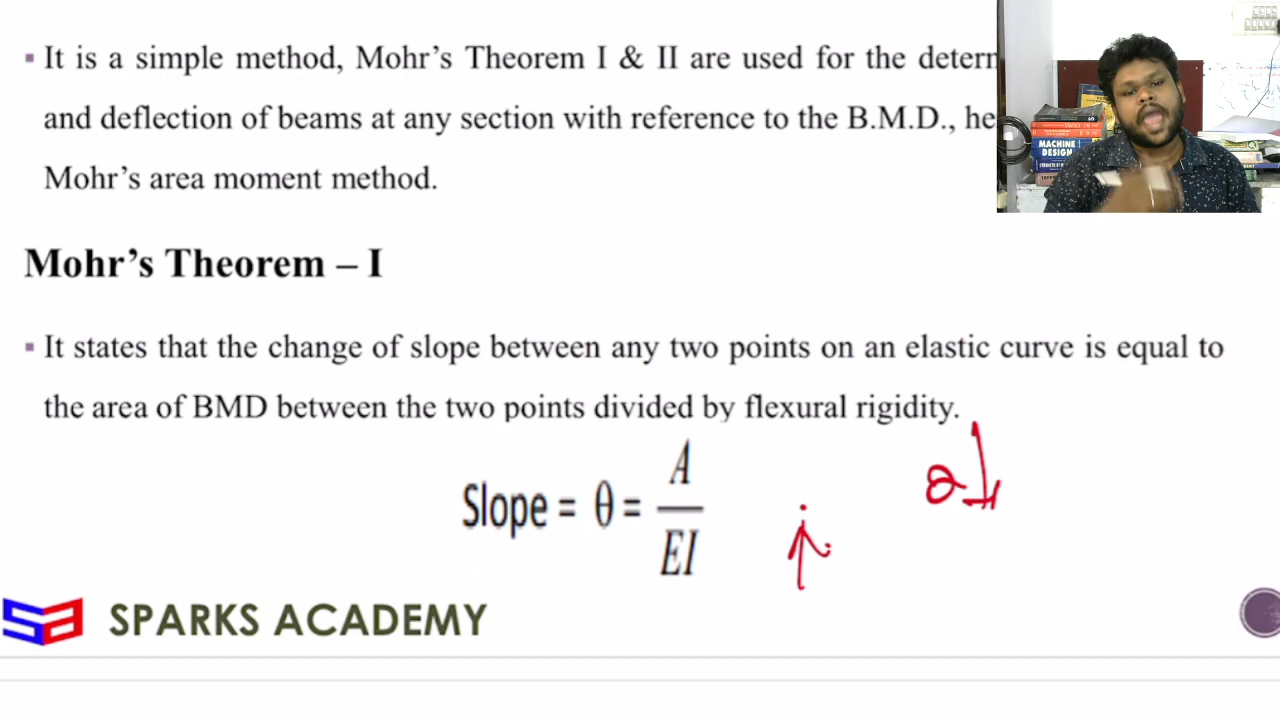 ▪ It is a simple method, Mohr’s Theorem I & II are used for the
and deflection of beams at any section with reference to the B.M.D.,
Mohr’s area moment method.
MACHINE DESIGN
Mohr’s Theorem – I
▪ It states that the change of slope between any two points on an elastic curve is equal to
the area of BMD between the two points divided by flexural rigidity.
Slope = θ = A / EI
SPARKS ACADEMY